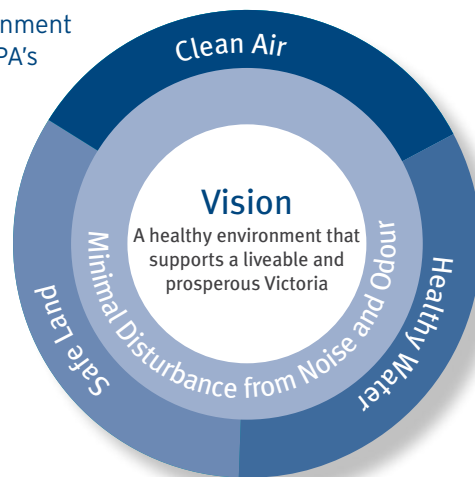 onment
PA's
Clean Air
Vision
A healthy environment that
supports a liveable and
prosperous Victoria
Minimal Disturbance from Noise and Odour
Safe Land
Healthy Water